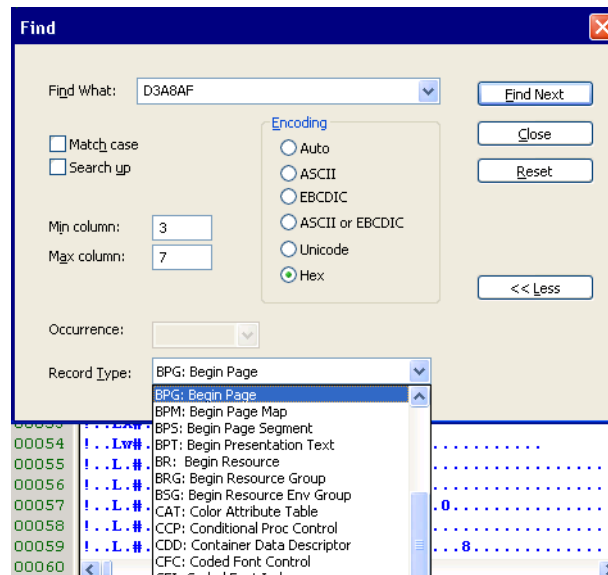 Find
Find What: D3A8AF
Find Next
Encoding
Match case
Auto
Close
Search up
ASCII
Reset
EBCDIC
Min column: 3
ASCII or EBCDIC
Max column: 7
Unicode
Hex
<< Less
Occurrence:
Record Type: BPG: Begin Page
BPG: Begin Page
BPM: Begin Page Map
BPS: Begin Page Segment
00054 !..Lw#. BPT: Begin Presentation Text ...........
00055 !..L.#. BR: Begin Resource .................
00056 !..L.#. BRG: Begin Resource Group .................
BSG: Begin Resource Env Group
00057 !..L.#. CAT: Color Attribute Table .0..............
00058 !..L.#. CCP: Conditional Proc Control .................
00059 !..L.#. CDD: Container Data Descriptor ...8.............
00060 CFC: Coded Font Control